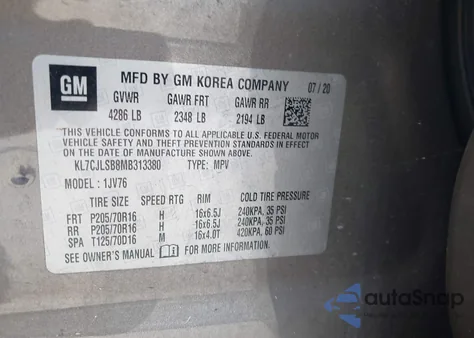 GM
MFD BY GM KOREA COMPANY 07/20
GVWR GAWR FRT GAWR RR
4286 LB 2348 LB 2194 LB
THIS VEHICLE CONFORMS TO ALL APPLICABLE U.S. FEDERAL MOTOR
VEHICLE SAFETY AND THEFT PREVENTION STANDARDS IN EFFECT
ON THE DATE OF MANUFACTURE SHOWN ABOVE.
KL7CJLSB8MB313380 TYPE: MPV
MODEL: 1JV76
TIRE SIZE SPEED RTG RIM COLD TIRE PRESSURE
FRT P205/70R16 H 16x6.5J 240KPA, 35 PSI
RR P205/70R16 H 16x6.5J 240KPA, 35 PSI
SPA T125/70D16 M 16x4.0T 420KPA, 60 PSI
SEE OWNER'S MANUAL FOR MORE INFORMATION.
autoSnap